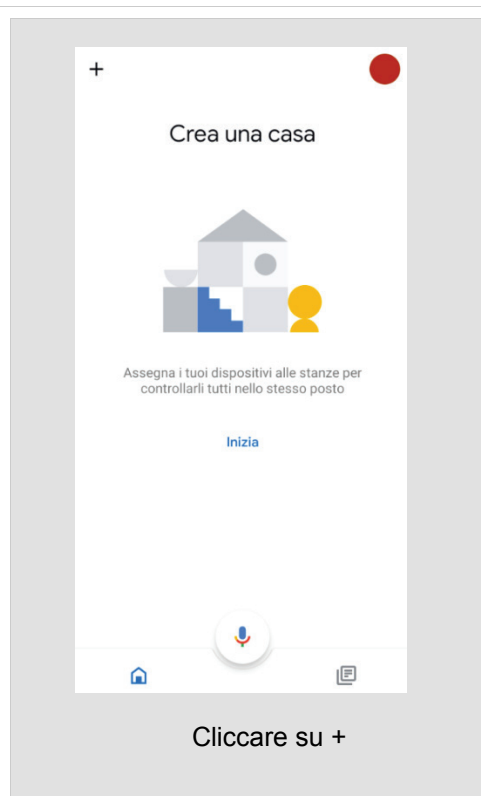 +
Crea una casa
Assegna i tuoi dispositivi alle stanze per
controllarli tutti nello stesso posto
Inizia
Cliccare su +